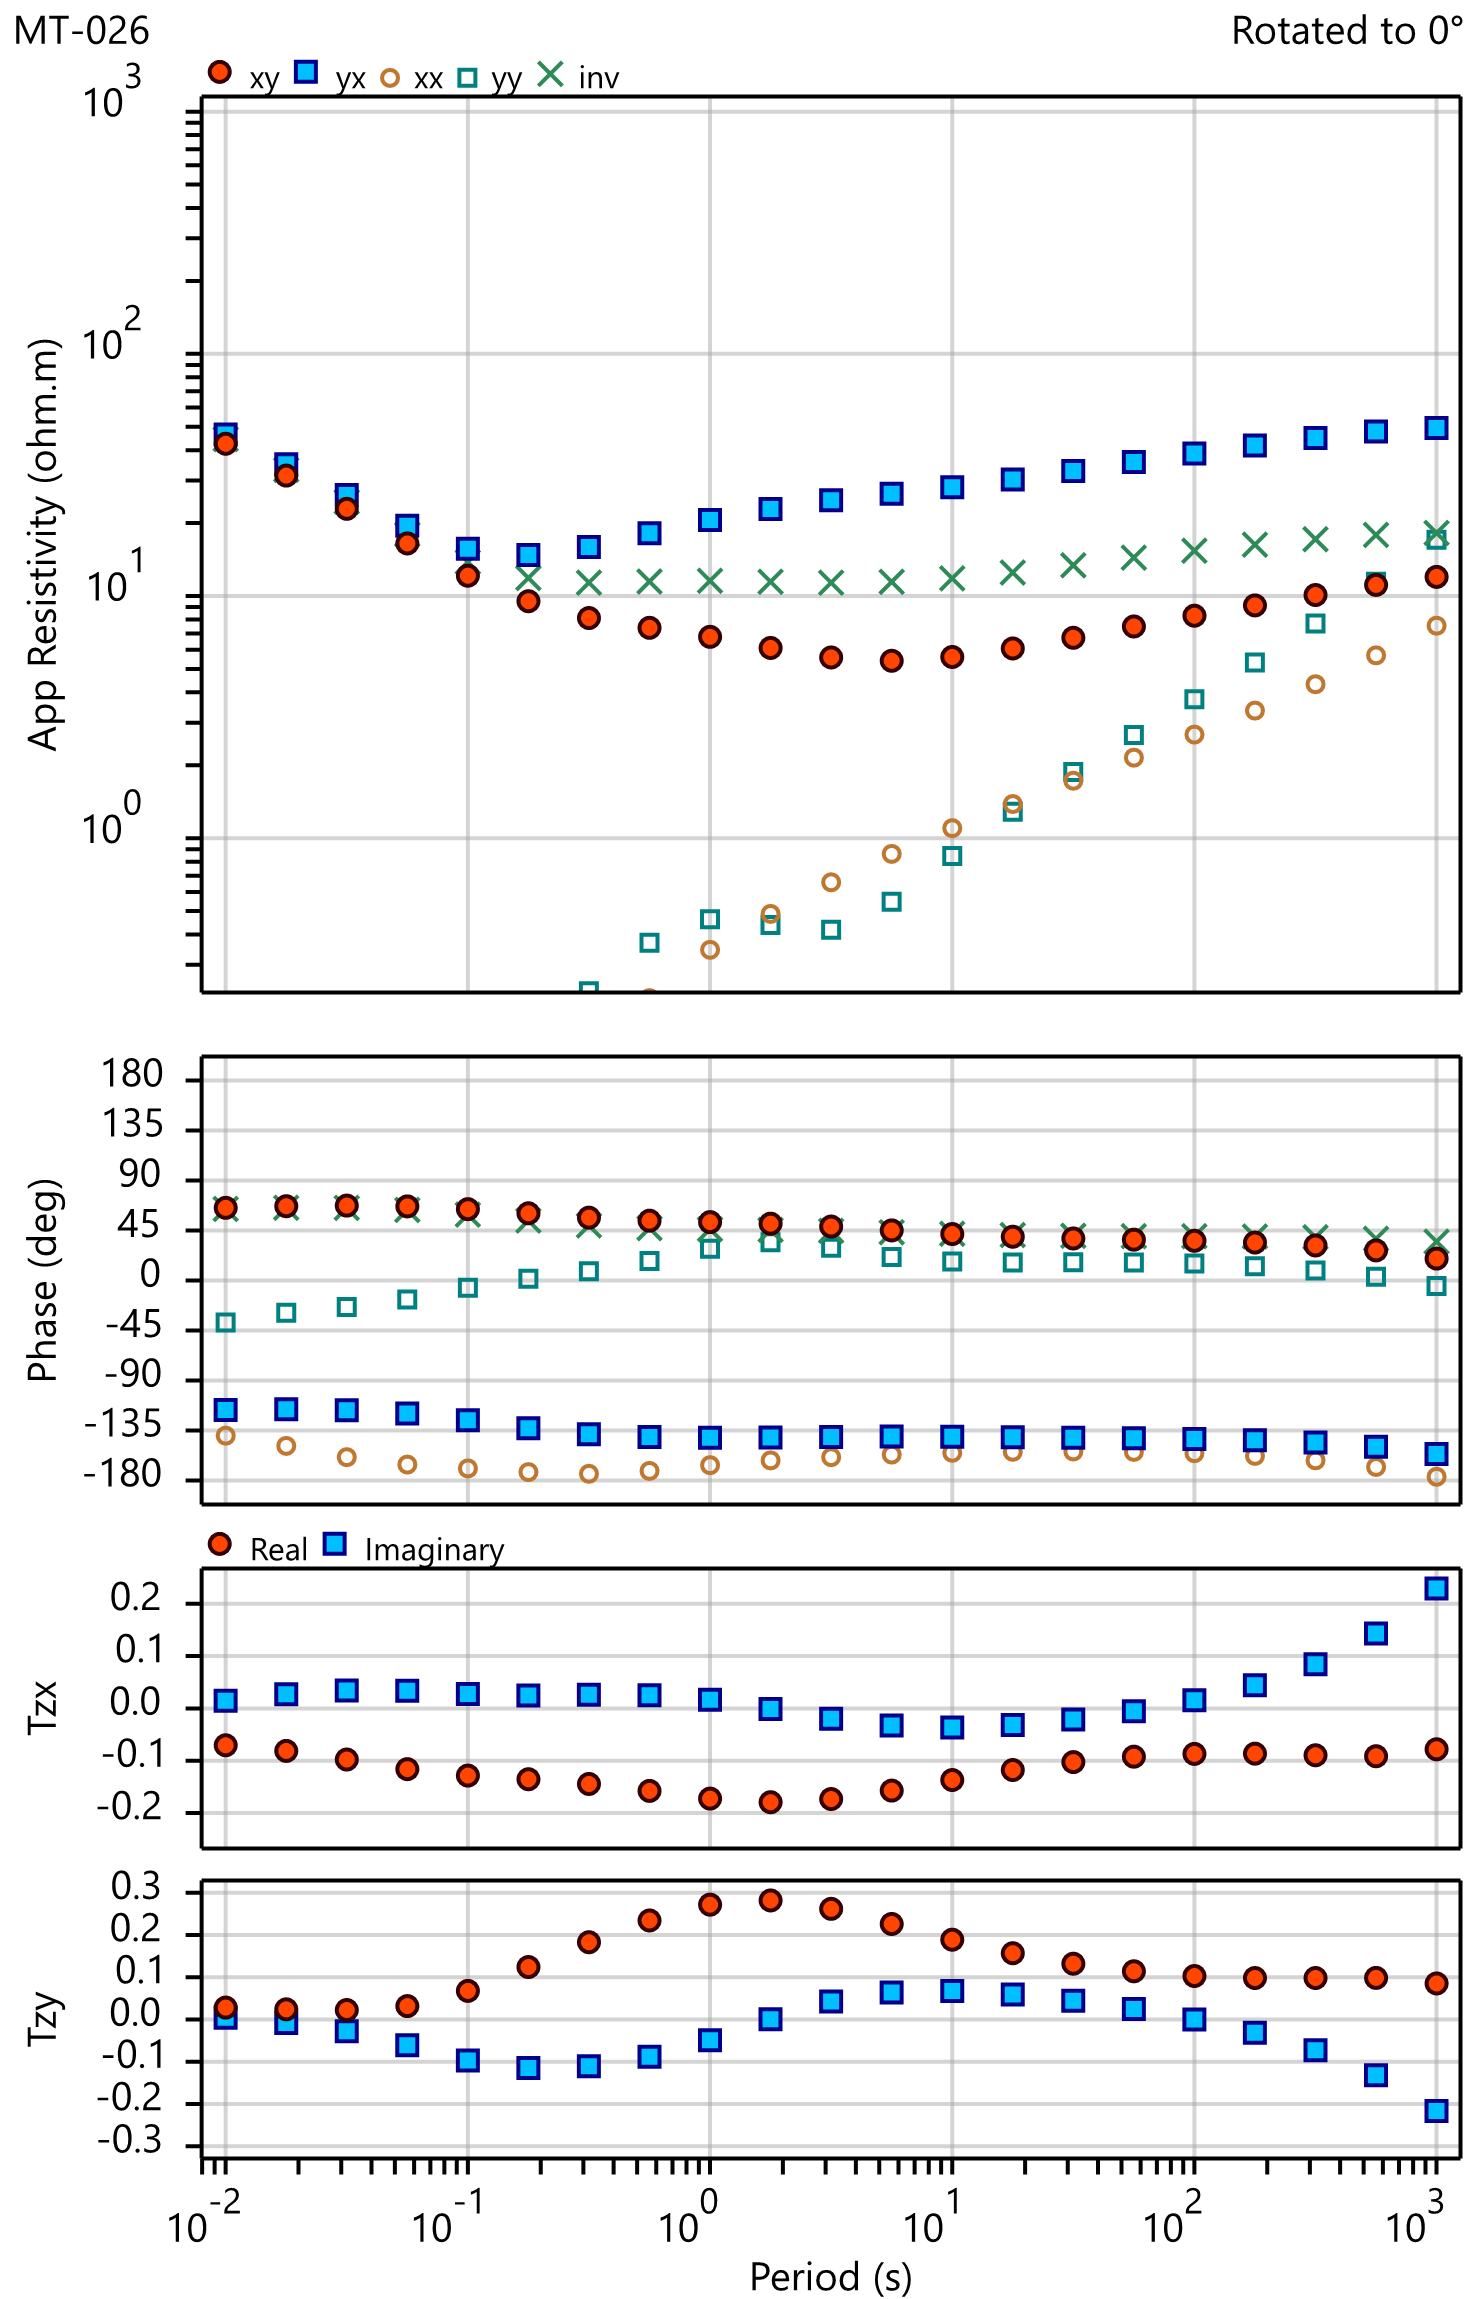 MT-026 Rotated to 0°
xy yx xx yy inv
10^3
10^2
10^1
10^0
App Resistivity (ohm.m)
180
135
90
45
0
-45
-90
-135
-180
Phase (deg)
Real Imaginary
0.2
0.1
0.0
-0.1
-0.2
Tzx
0.3
0.2
0.1
0.0
-0.1
-0.2
-0.3
Tzy
10^-2 10^-1 10^0 10^1 10^2 10^3
Period (s)